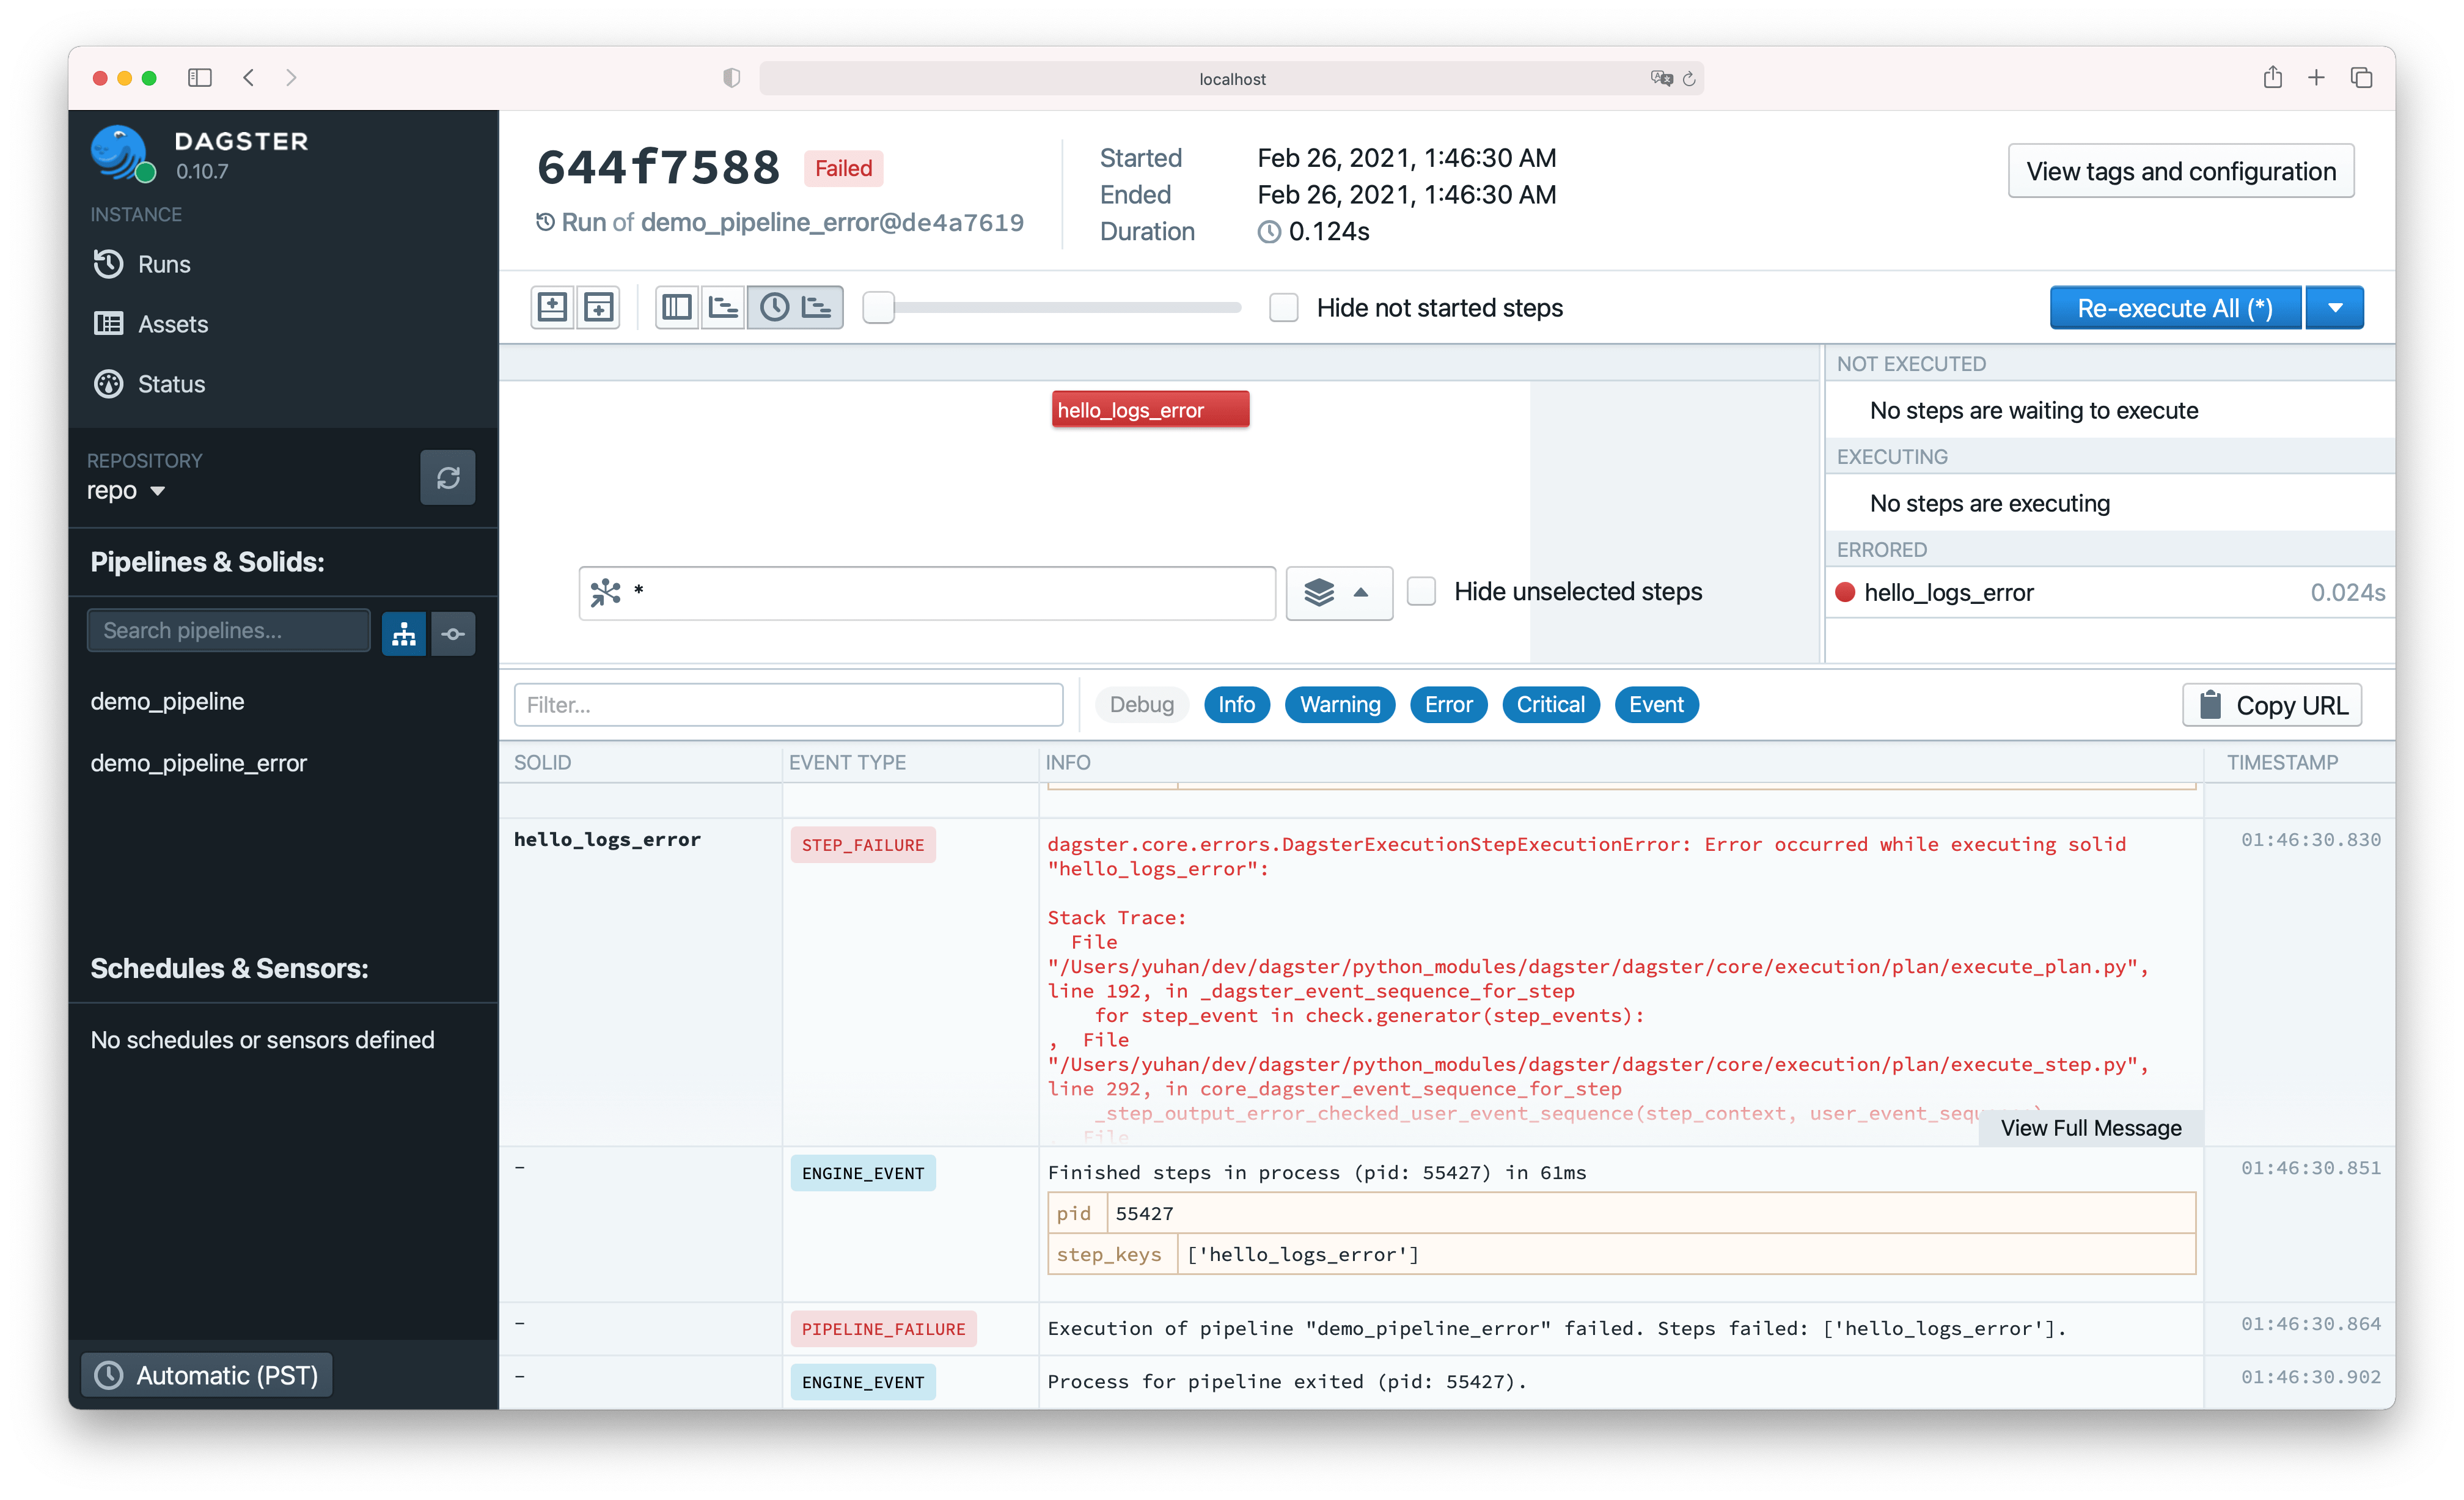 localhost
DAGSTER
0.10.7
INSTANCE
Runs
Assets
Status
REPOSITORY
repo
Pipelines & Solids:
Search pipelines...
demo_pipeline
demo_pipeline_error
Schedules & Sensors:
No schedules or sensors defined
Automatic (PST)
644f7588 Failed
Run of demo_pipeline_error@de4a7619
Started Feb 26, 2021, 1:46:30 AM
Ended Feb 26, 2021, 1:46:30 AM
Duration 0.124s
View tags and configuration
Hide not started steps
Re-execute All (*)
hello_logs_error
*
Hide unselected steps
NOT EXECUTED
No steps are waiting to execute
EXECUTING
No steps are executing
ERRORED
hello_logs_error 0.024s
Filter...
Debug Info Warning Error Critical Event
Copy URL
SOLID EVENT TYPE INFO TIMESTAMP
hello_logs_error STEP_FAILURE dagster.core.errors.DagsterExecutionStepExecutionError: Error occurred while executing solid 01:46:30.830
"hello_logs_error":
Stack Trace:
File
"/Users/yuhan/dev/dagster/python_modules/dagster/dagster/core/execution/plan/execute_plan.py",
line 192, in _dagster_event_sequence_for_step
for step_event in check.generator(step_events):
, File
"/Users/yuhan/dev/dagster/python_modules/dagster/dagster/core/execution/plan/execute_step.py",
line 292, in core_dagster_event_sequence_for_step
_step_output_error_checked_user_event_sequence(step_context,
File
View Full Message
- ENGINE_EVENT Finished steps in process (pid: 55427) in 61ms 01:46:30.851
pid 55427
step_keys ['hello_logs_error']
- PIPELINE_FAILURE Execution of pipeline "demo_pipeline_error" failed. Steps failed: ['hello_logs_error']. 01:46:30.864
- ENGINE_EVENT Process for pipeline exited (pid: 55427). 01:46:30.902